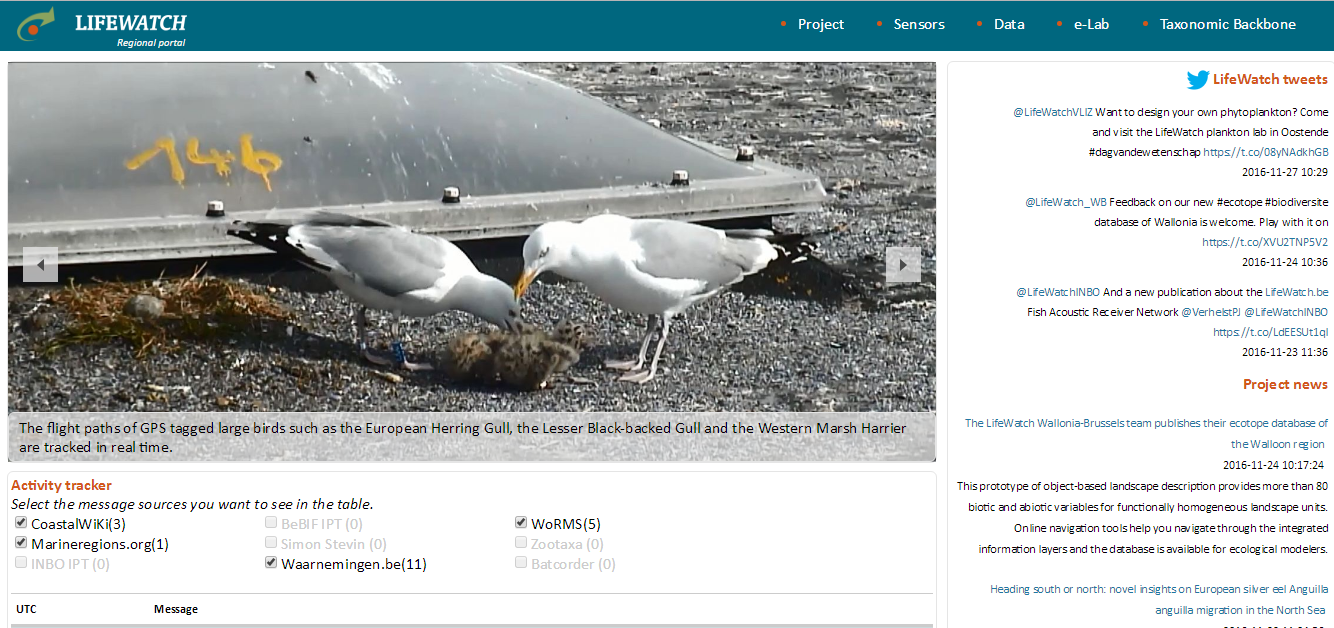 LIFEWATCH
Regional portal
Project
Sensors
Data
e-Lab
Taxonomic Backbone
146
The flight paths of GPS tagged large birds such as the European Herring Gull, the Lesser Black-backed Gull and the Western Marsh Harrier
are tracked in real time.
Activity tracker
Select the message sources you want to see in the table.
CoastalWiKi(3)
BeBIF IPT (0)
WoRMS(5)
Marineregions.org(1)
Simon Stevin (0)
Zootaxa (0)
INBO IPT (0)
Waarnemingen.be(11)
Batcorder (0)
UTC
Message
LifeWatch tweets
@LifeWatchVLIZ Want to design your own phytoplankton? Come
and visit the LifeWatch plankton lab in Oostende
#dagvandewetenschap https://t.co/08yNAdkhGB
2016-11-27 10:29
@LifeWatch_WB Feedback on our new #ecotope #biodiversite
database of Wallonia is welcome. Play with it on
https://t.co/XVU2TNP5V2
2016-11-24 10:36
@LifeWatchINBO And a new publication about the LifeWatch.be
Fish Acoustic Receiver Network @VerhelstPJ @LifeWatchINBO
https://t.co/LdEESUt1ql
2016-11-23 11:36
Project news
The LifeWatch Wallonia-Brussels team publishes their ecotope database of
the Walloon region
2016-11-24 10:17:24
This prototype of object-based landscape description provides more than 80
biotic and abiotic variables for functionally homogeneous landscape units.
Online navigation tools help you navigate through the integrated
information layers and the database is available for ecological modelers.
Heading south or north: novel insights on European silver eel Anguilla
anguilla migration in the North Sea